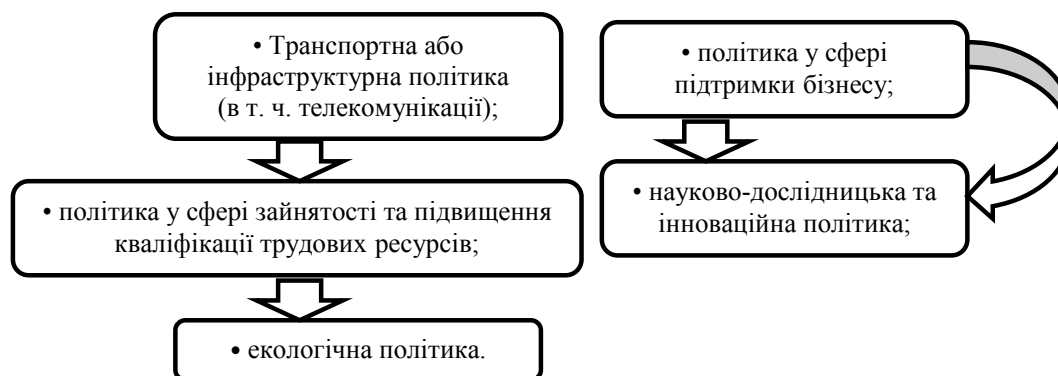 • Транспортна або
інфраструктурна політика
(в т. ч. телекомунікації);
• політика у сфері зайнятості та підвищення
кваліфікації трудових ресурсів;
• екологічна політика.
• політика у сфері
підтримки бізнесу;
• науково-дослідницька та
інноваційна політика;